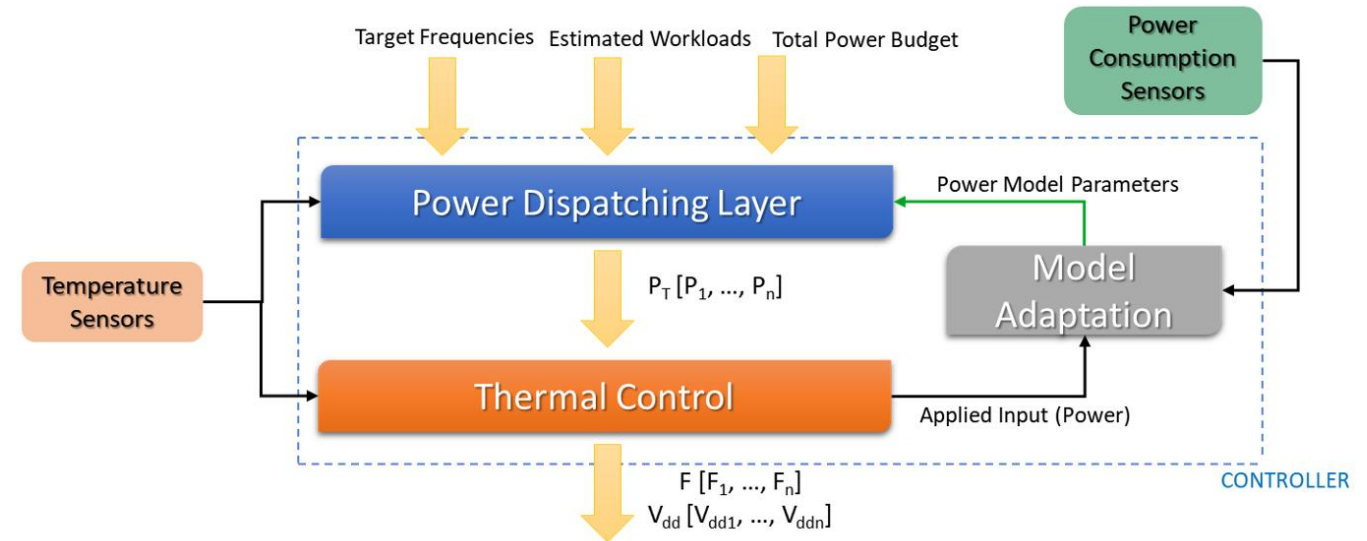 Target Frequencies
Estimated Workloads
Total Power Budget
Power
Consumption
Sensors
Power Dispatching Layer
Power Model Parameters
Temperature
Sensors
P_T [P_1, ..., P_n]
Model
Adaptation
Thermal Control
Applied Input (Power)
F [F_1, ..., F_n]
V_dd [V_dd1, ..., V_ddn]
CONTROLLER